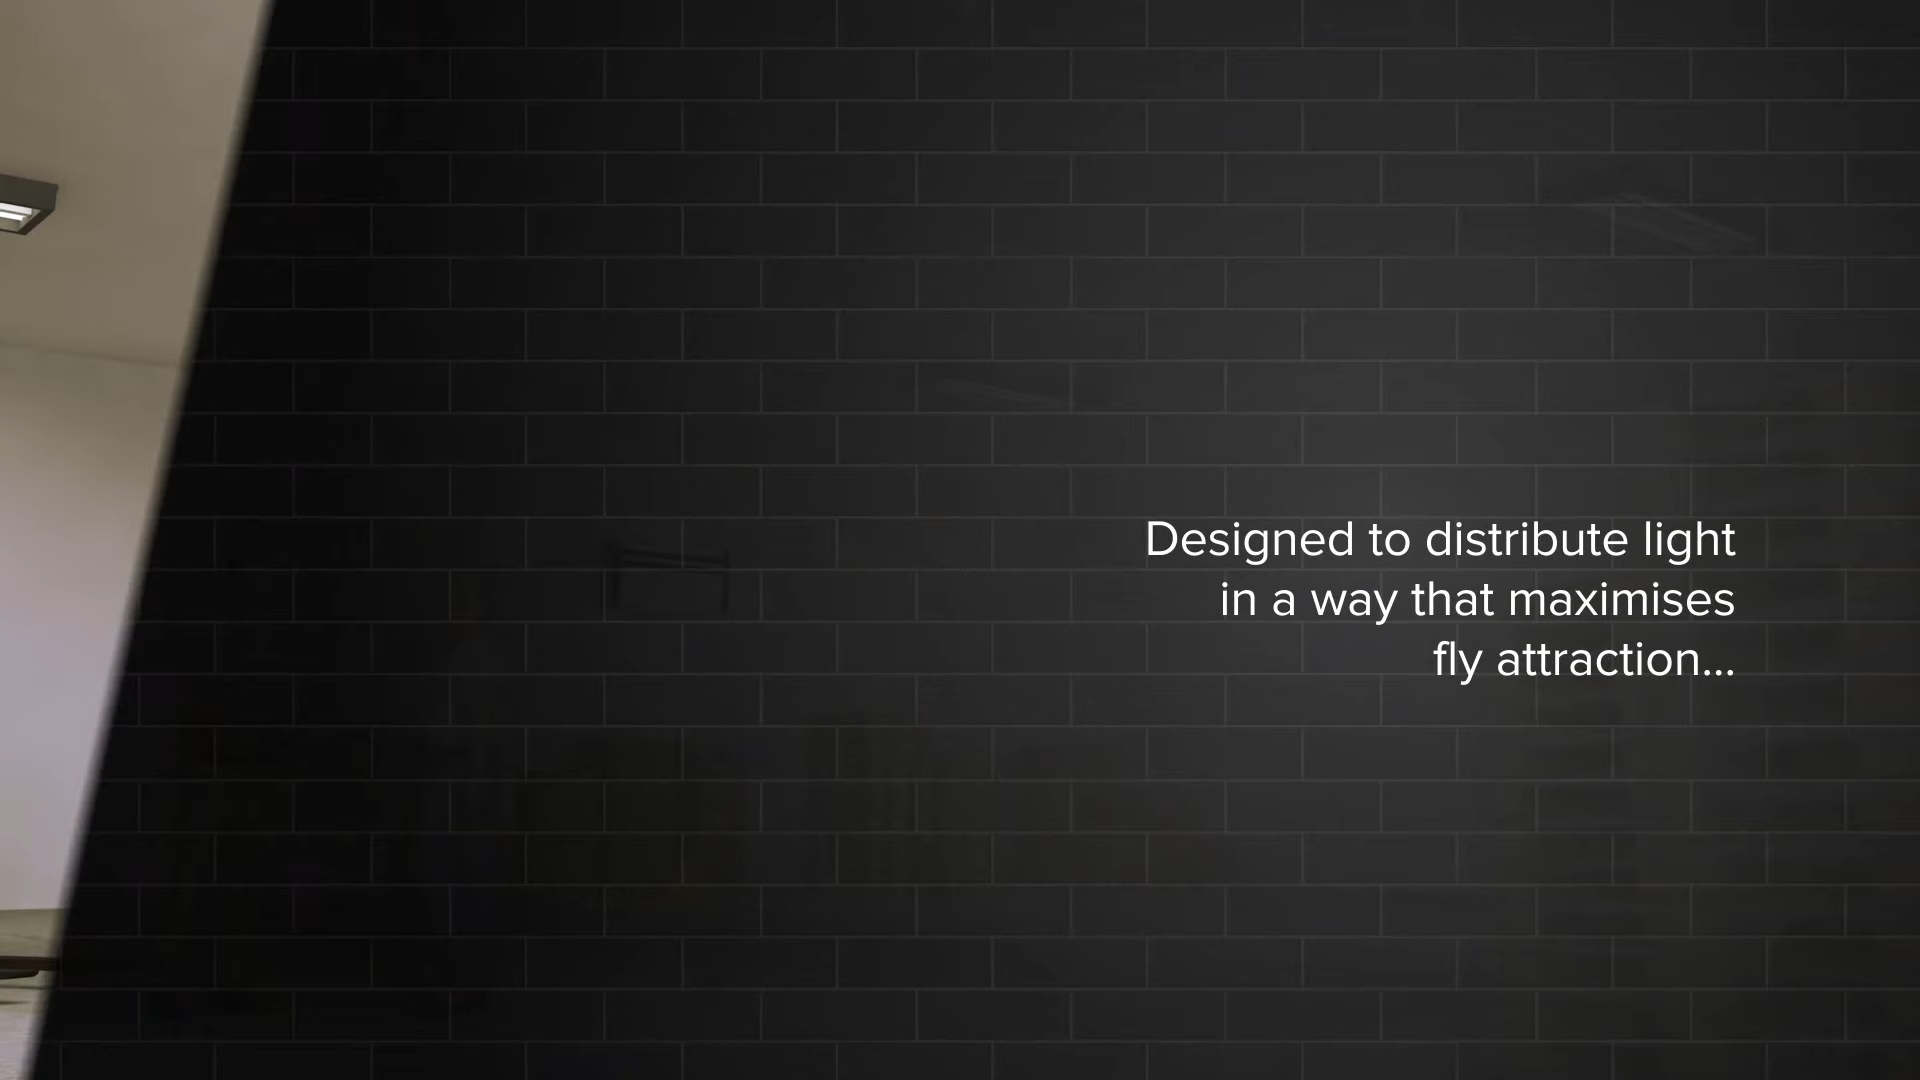 Designed to distribute light
in a way that maximises
fly attraction...